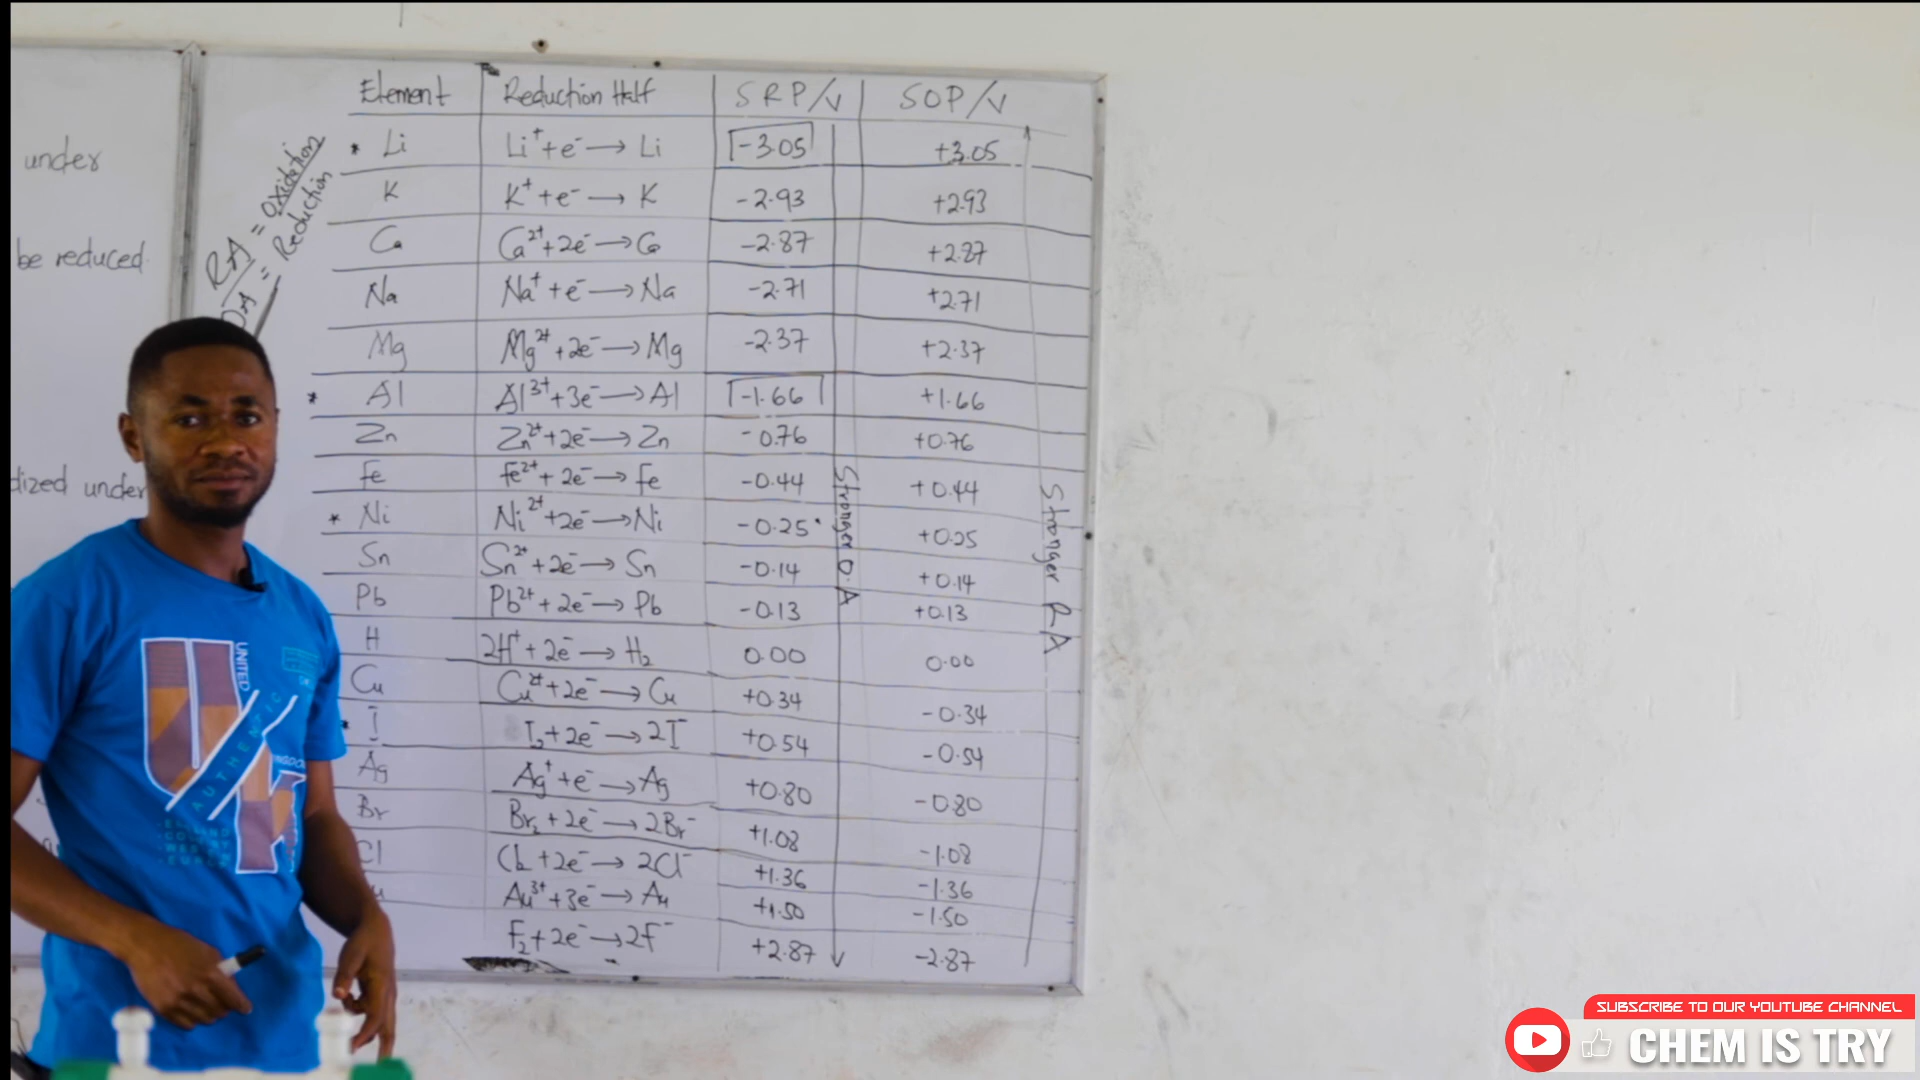 under
be reduced.
dized under
RA = Oxidation
OA = Reduction
Element Reduction Half SRP/V SOP/V
* Li Li⁺ + e⁻ → Li -3.05 +3.05
K K⁺ + e⁻ → K -2.93 +2.93
Ca Ca²⁺ + 2e⁻ → Ca -2.87 +2.87
Na Na⁺ + e⁻ → Na -2.71 +2.71
Mg Mg²⁺ + 2e⁻ → Mg -2.37 +2.37
* Al Al³⁺ + 3e⁻ → Al -1.66 +1.66
Zn Zn²⁺ + 2e⁻ → Zn -0.76 +0.76
Fe Fe²⁺ + 2e⁻ → Fe -0.44 +0.44
* Ni Ni²⁺ + 2e⁻ → Ni -0.25 +0.25
Sn Sn²⁺ + 2e⁻ → Sn -0.14 +0.14
Pb Pb²⁺ + 2e⁻ → Pb -0.13 +0.13
H 2H⁺ + 2e⁻ → H₂ 0.00 0.00
Cu Cu²⁺ + 2e⁻ → Cu +0.34 -0.34
* I I₂ + 2e⁻ → 2I⁻ +0.54 -0.54
Ag Ag⁺ + e⁻ → Ag +0.80 -0.80
Br Br₂ + 2e⁻ → 2Br⁻ +1.08 -1.08
Cl Cl₂ + 2e⁻ → 2Cl⁻ +1.36 -1.36
u Au³⁺ + 3e⁻ → Au +1.50 -1.50
F₂ + 2e⁻ → 2F⁻ +2.87 -2.87
Stronger O.A
Stronger RA
UNITED
AUTHENTIC
SUBSCRIBE TO OUR YOUTUBE CHANNEL
CHEM IS TRY